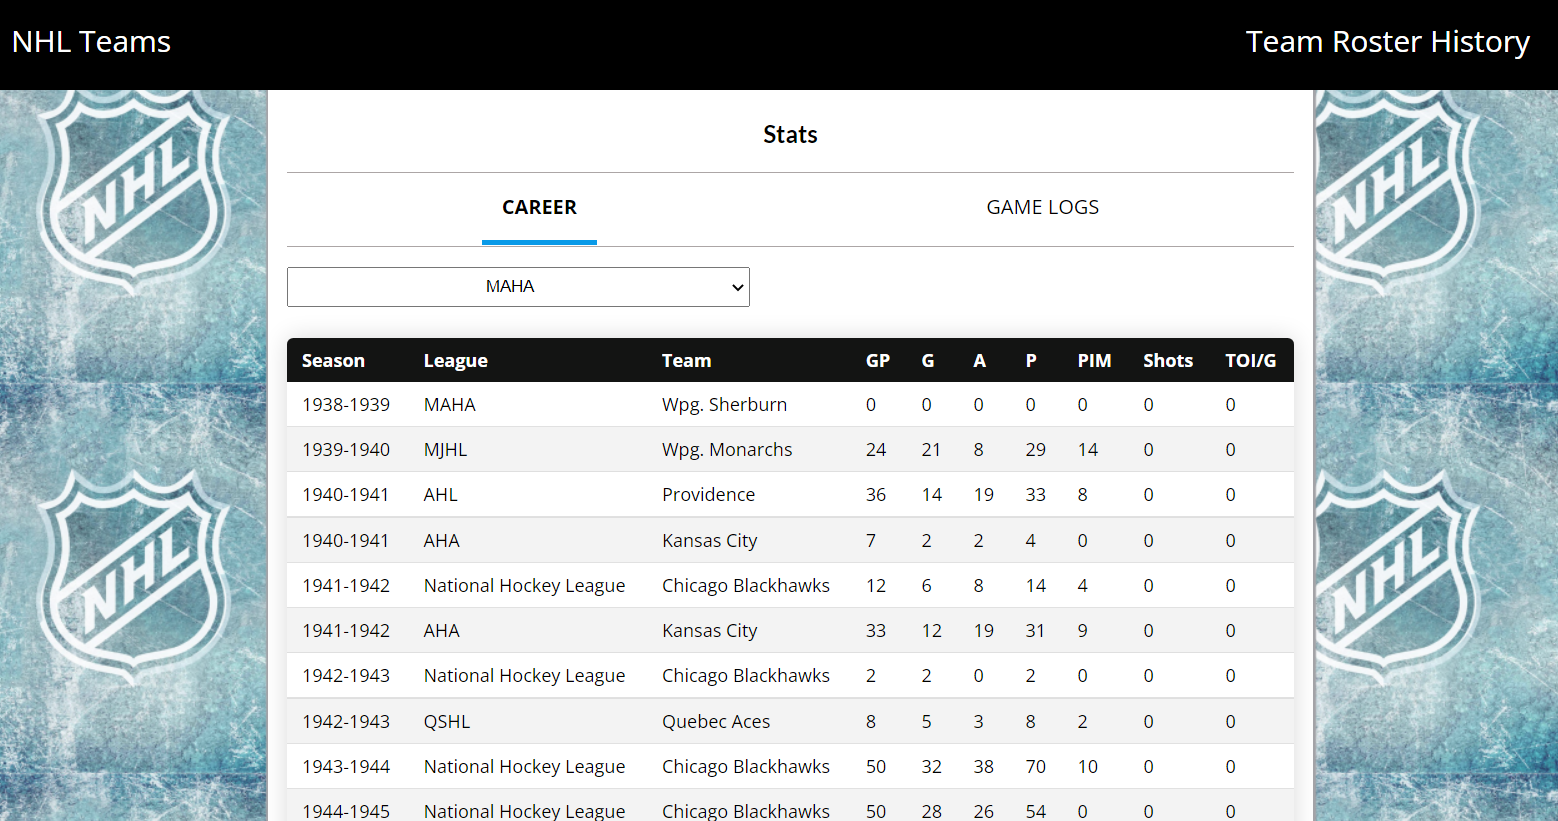 NHL Teams Team Roster History
NHL NHL
Stats
CAREER GAME LOGS
MAHA
Season League Team GP G A P PIM Shots TOI/G
1938-1939 MAHA Wpg. Sherburn 0 0 0 0 0 0 0
1939-1940 MJHL Wpg. Monarchs 24 21 8 29 14 0 0
1940-1941 AHL Providence 36 14 19 33 8 0 0
1940-1941 AHA Kansas City 7 2 2 4 0 0 0
1941-1942 National Hockey League Chicago Blackhawks 12 6 8 14 4 0 0
1941-1942 AHA Kansas City 33 12 19 31 9 0 0
1942-1943 National Hockey League Chicago Blackhawks 2 2 0 2 0 0 0
1942-1943 QSHL Quebec Aces 8 5 3 8 2 0 0
1943-1944 National Hockey League Chicago Blackhawks 50 32 38 70 10 0 0
1944-1945 National Hockey League Chicago Blackhawks 50 28 26 54 0 0 0
NHL NHL